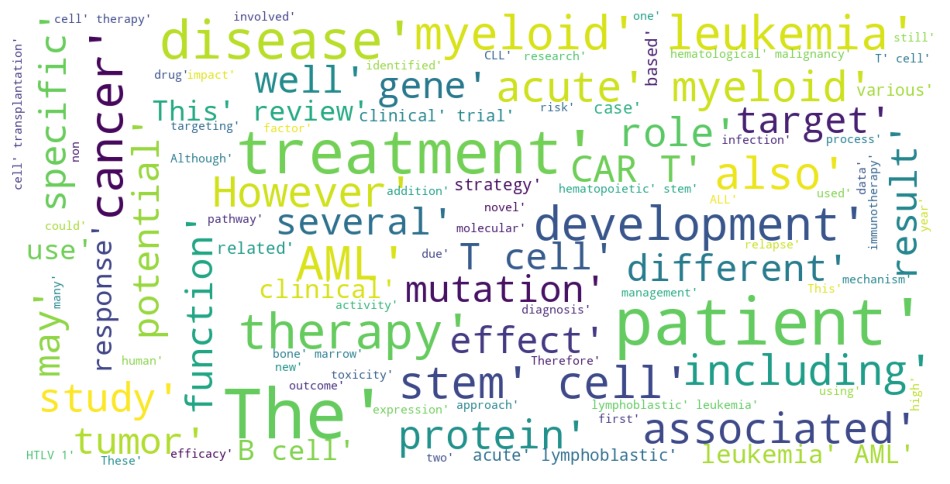 cell' therapy'
involved'
disease'
myeloid'
leukemia
one'
still'
CLL'
research'
hematological' malignancy
T' cell'
identified'
based'
drug'
impact'
well'
gene'
acute'
myeloid
various'
specific'
cancer'
cell' transplantation'
non
This' review'
clinical' trial'
risk'
case'
target'
targeting'
factor'
infection'
process'
Although'
treatment'
role'
CAR T'
also'
potential'
However'
addition'
strategy'
hematopoietic' stem'
used'
data'
immunotherapy'
result'
year'
ALL'
novel'
pathway'
molecular'
could'
several'
development'
use'
function'
related'
due'
T cell'
relapse'
different'
mechanism'
response'
AML'
clinical'
mutation'
management'
This'
may'
many'
activity'
diagnosis'
therapy'
effect'
patient'
human'
bone' marrow'
Therefore'
new'
toxicity'
outcome'
stem' cell'
including'
using'
high'
study'
The'
expression'
approach'
lymphoblastic' leukemia'
first'
associated'
tumor'
protein'
HTLV 1'
These'
efficacy'
B cell'
two'
acute' lymphoblastic'
leukemia' AML'